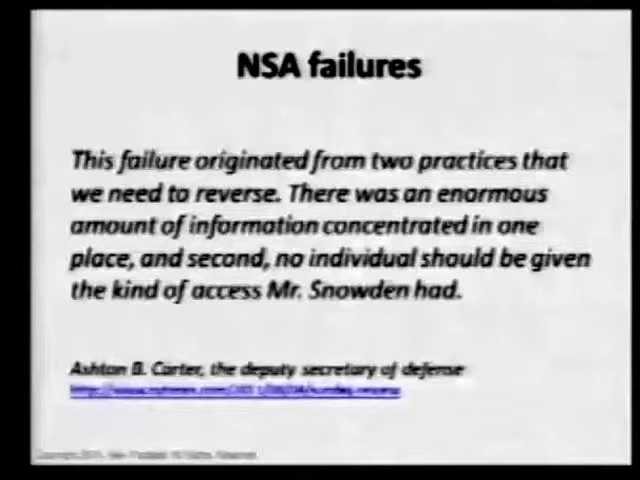 NSA failures
This failure originated from two practices that
we need to reverse. There was an enormous
amount of information concentrated in one
place, and second, no individual should be given
the kind of access Mr. Snowden had.
Ashton B. Carter, the deputy secretary of defense